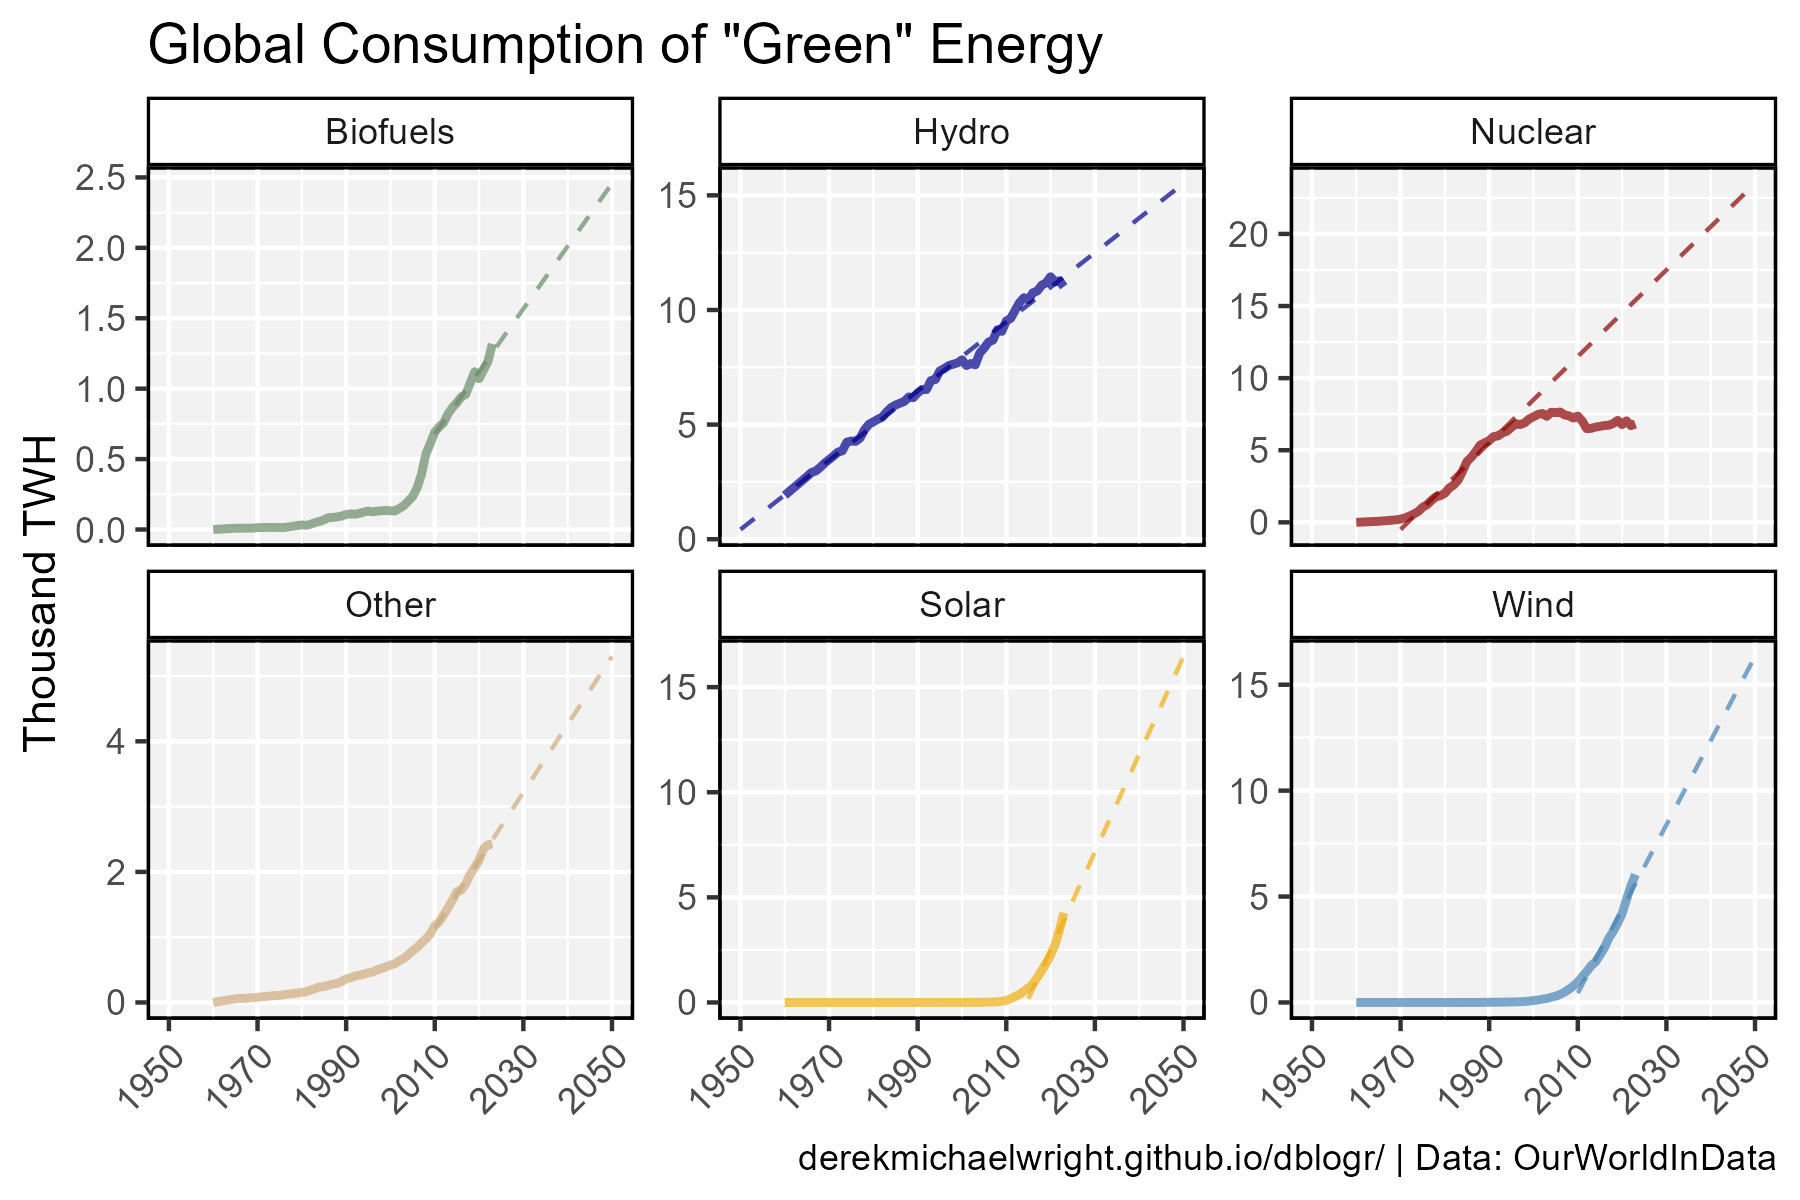 Global Consumption of "Green" Energy
Thousand TWH
Biofuels
2.5
2.0
1.5
1.0
0.5
0.0
Hydro
15
10
5
0
Nuclear
20
15
10
5
0
Other
4
2
0
1950 1970 1990 2010 2030 2050
Solar
15
10
5
0
1950 1970 1990 2010 2030 2050
Wind
15
10
5
0
1950 1970 1990 2010 2030 2050
derekmichaelwright.github.io/dblogr/ | Data: OurWorldInData